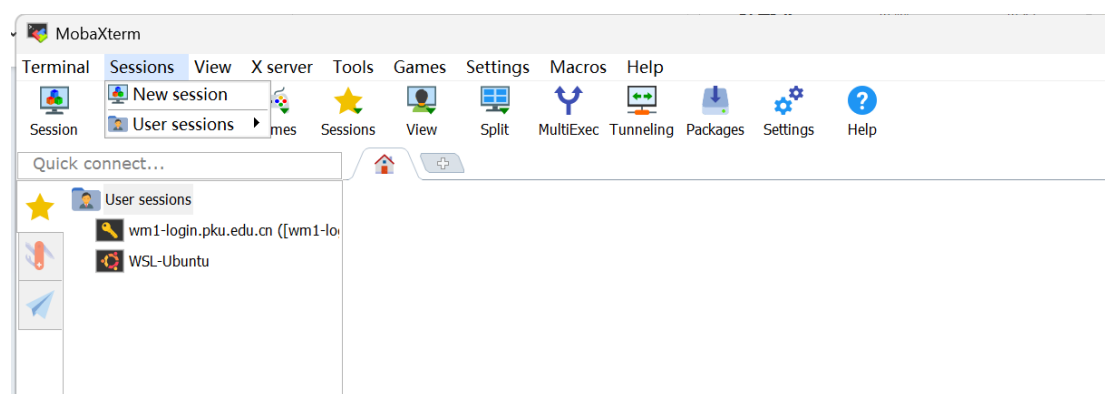 MobaXterm
Terminal Sessions View X server Tools Games Settings Macros Help
New session
User sessions
Session mes Sessions View Split MultiExec Tunneling Packages Settings Help
Quick connect...
User sessions
wm1-login.pku.edu.cn ([wm1-lo
WSL-Ubuntu